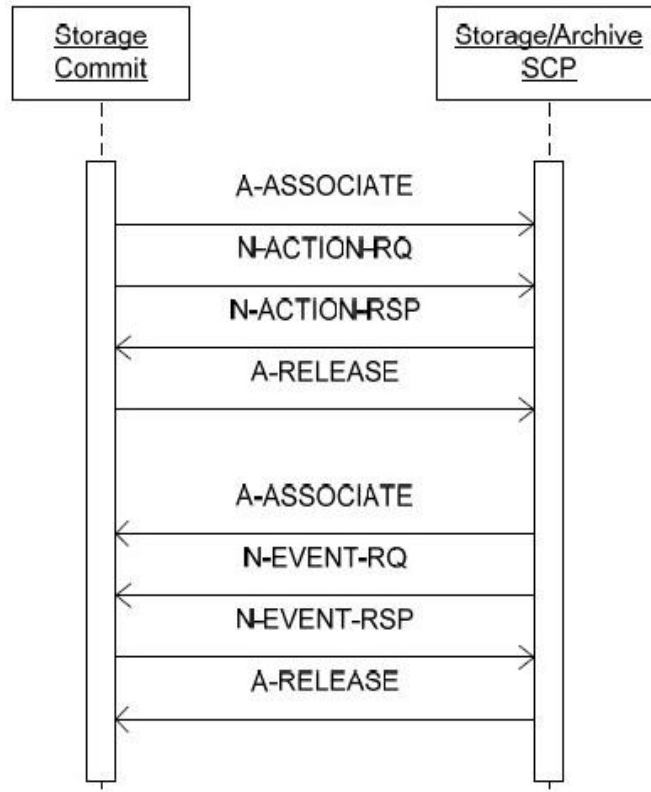 Storage
Commit
Storage/Archive
SCP
A-ASSOCIATE
N-ACTION-RQ
N-ACTION-RSP
A-RELEASE
A-ASSOCIATE
N-EVENT-RQ
N-EVENT-RSP
A-RELEASE